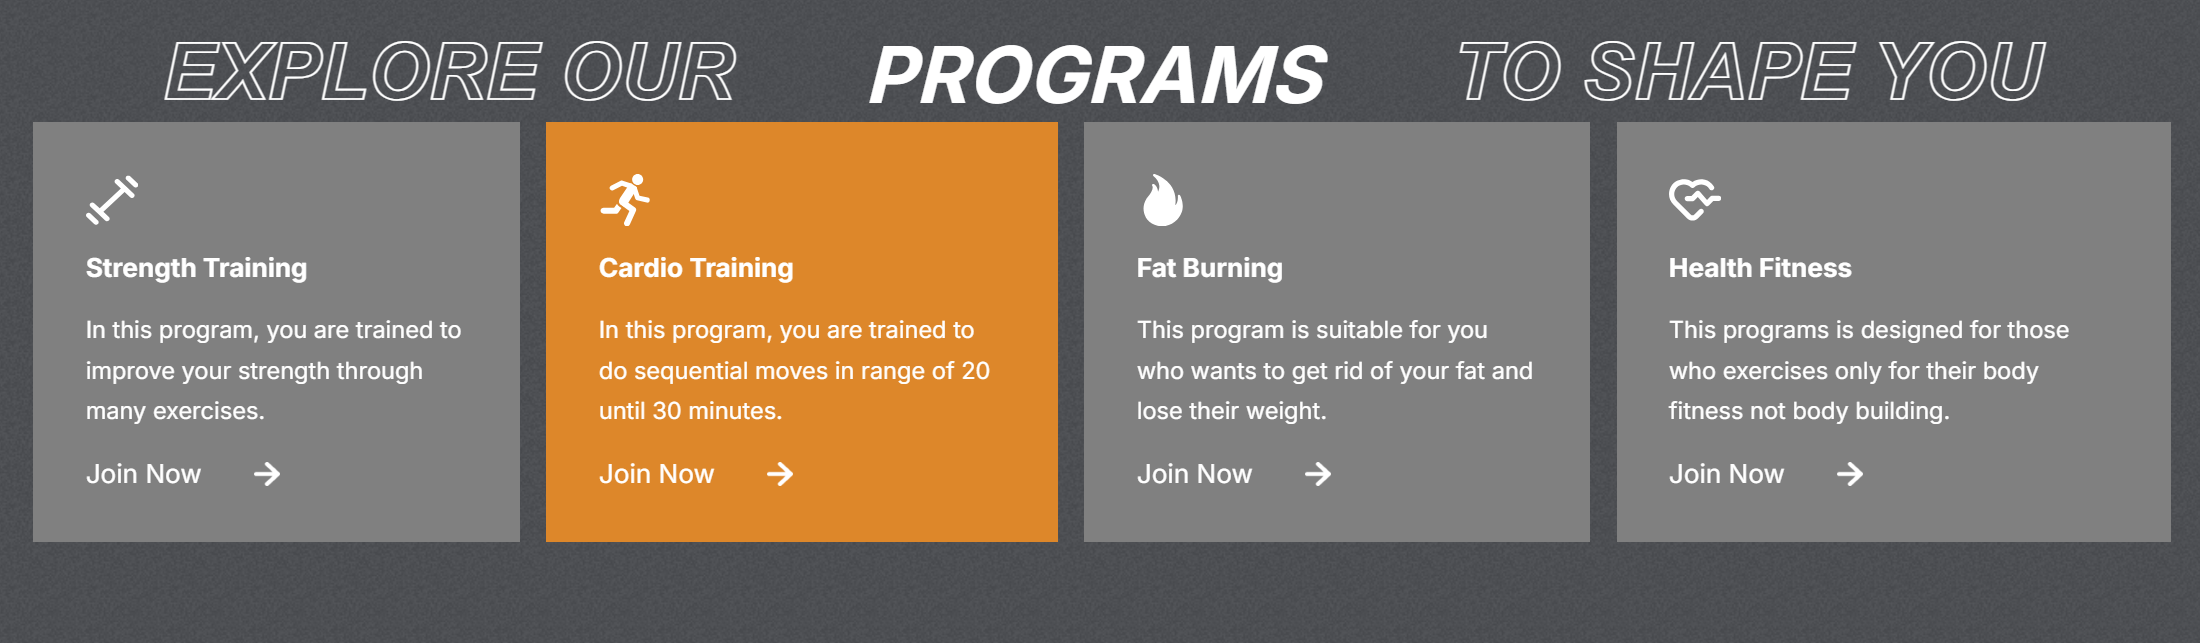 EXPLORE OUR PROGRAMS TO SHAPE YOU
Strength Training
In this program, you are trained to
improve your strength through
many exercises.
Join Now
Cardio Training
In this program, you are trained to
do sequential moves in range of 20
until 30 minutes.
Join Now
Fat Burning
This program is suitable for you
who wants to get rid of your fat and
lose their weight.
Join Now
Health Fitness
This programs is designed for those
who exercises only for their body
fitness not body building.
Join Now